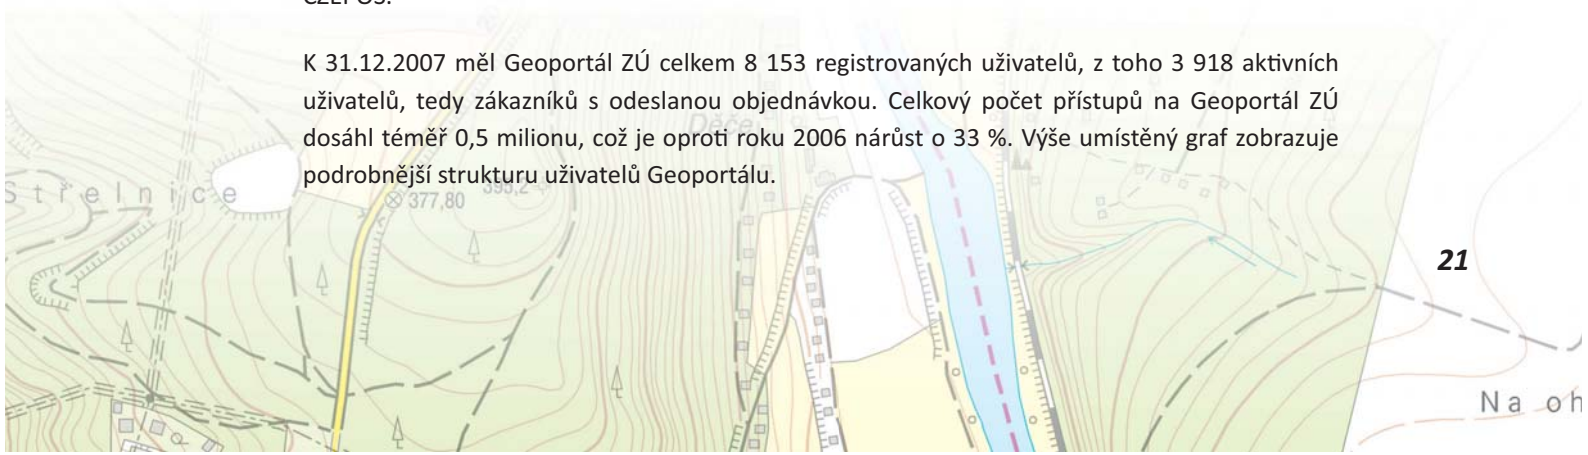 K 31.12.2007 měl Geoportál ZÚ celkem 8 153 registrovaných uživatelů, z toho 3 918 aktivních
uživatelů, tedy zákazníků s odeslanou objednávkou. Celkový počet přístupů na Geoportál ZÚ
dosáhl téměř 0,5 milionu, což je oproti roku 2006 nárůst o 33 %. Výše umístěný graf zobrazuje
podrobnější strukturu uživatelů Geoportálu.
Střelnice
377,80
395,2
21
Na oh